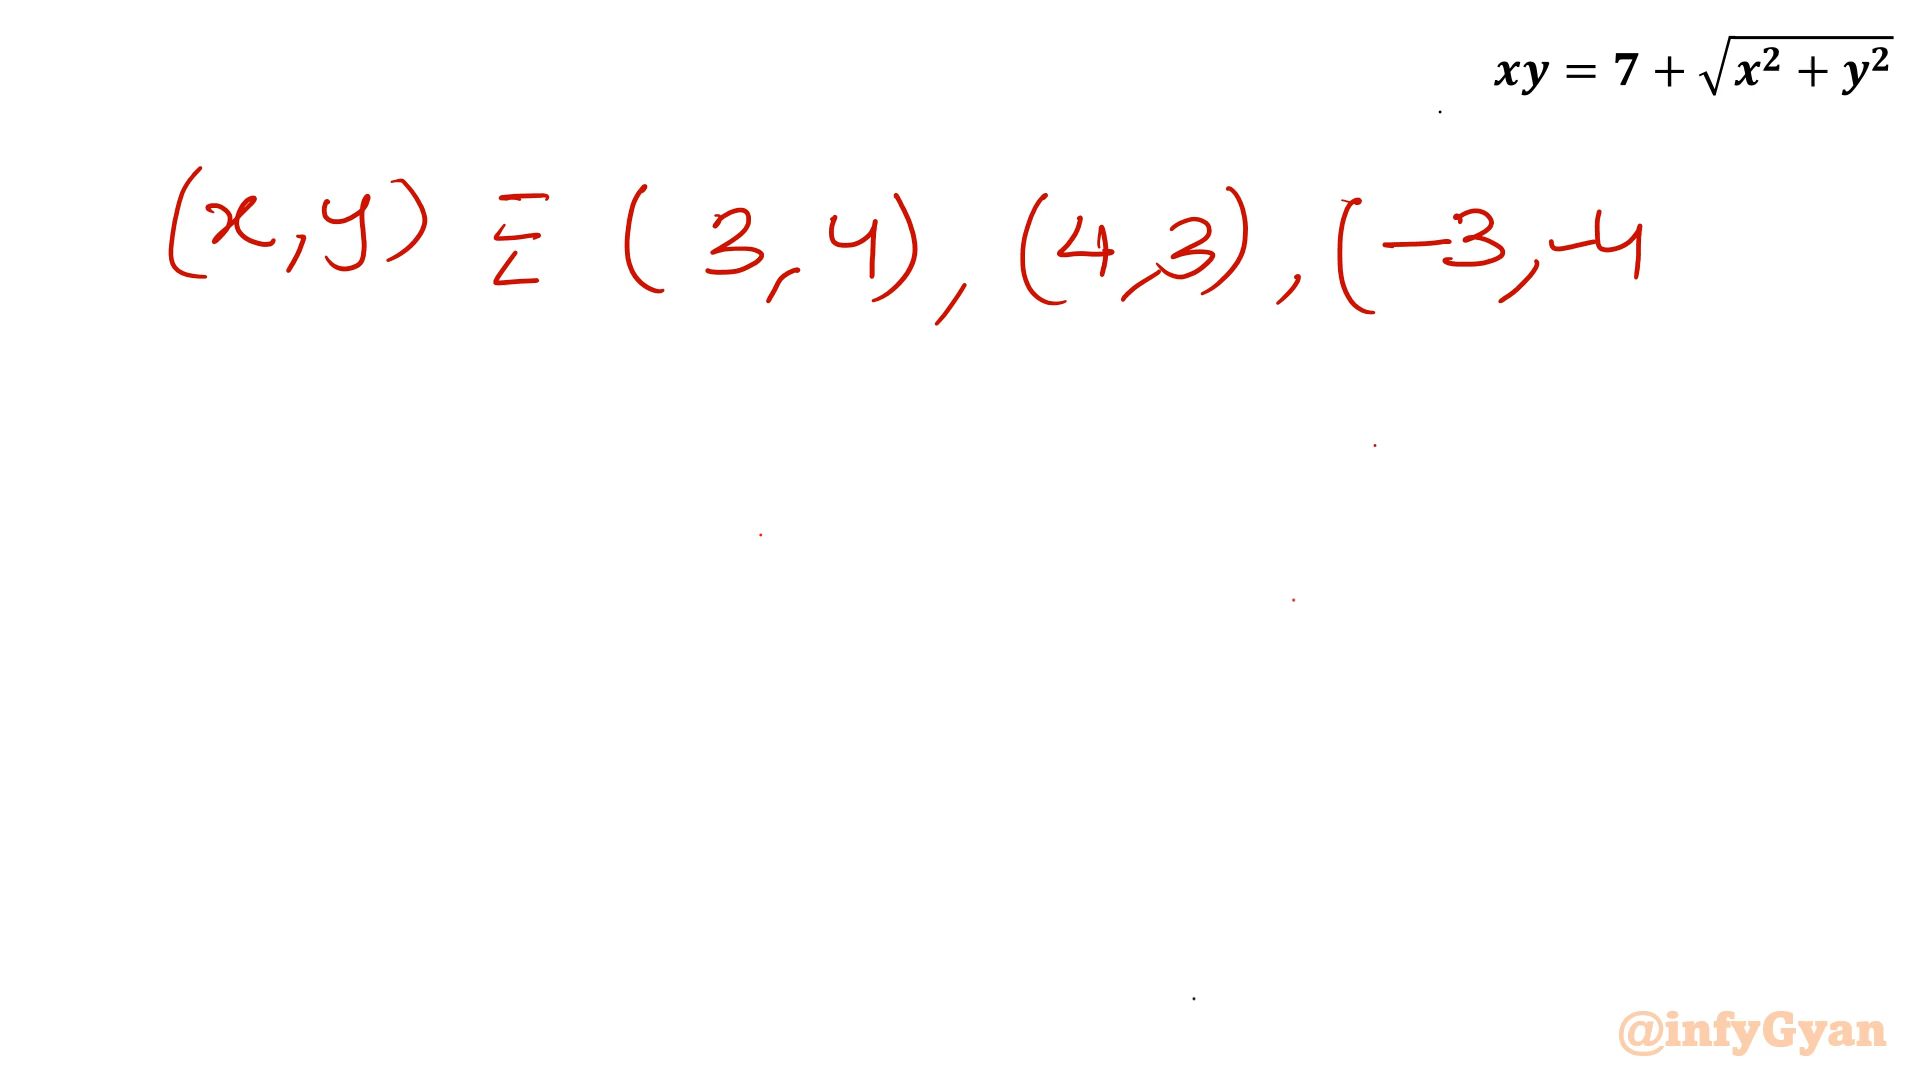 xy = 7 + √x² + y²
(x, y) ≡ (3, 4), (4, 3), (-3, -4
@infyGyan